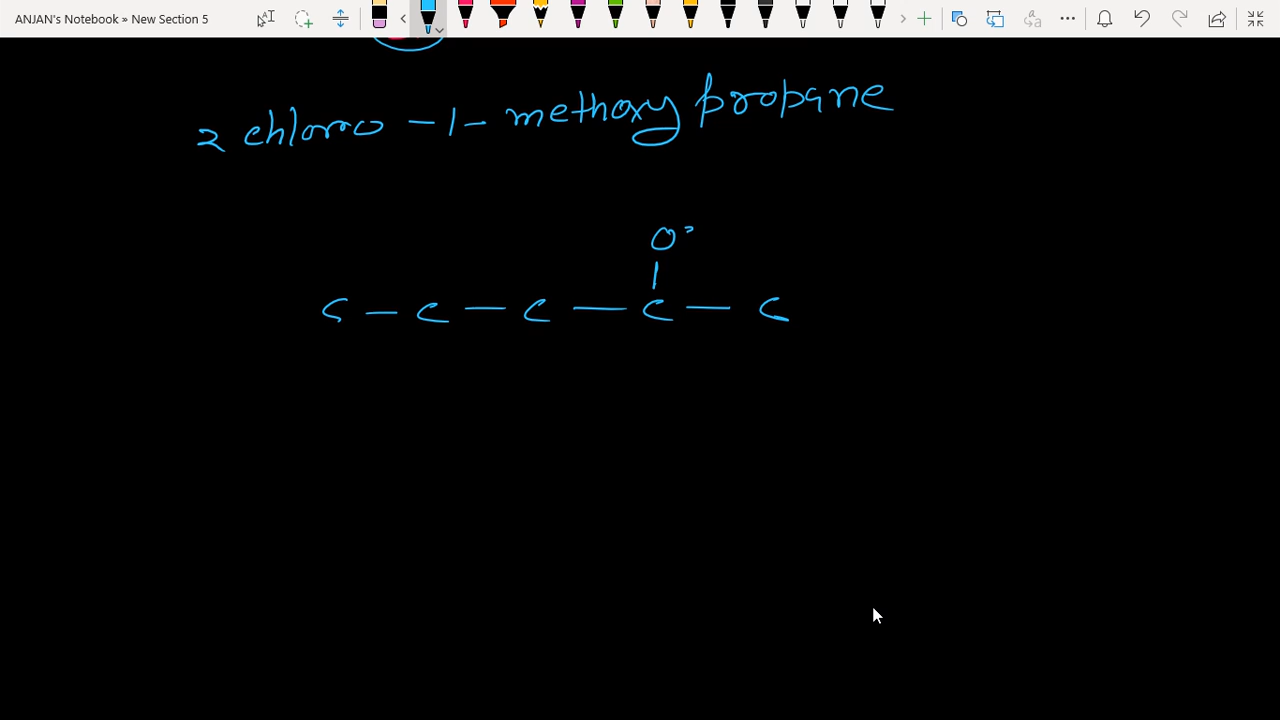 ANJAN's Notebook » New Section 5
2 chloro - 1 - methoxy propane
O
C - C - C - C - C